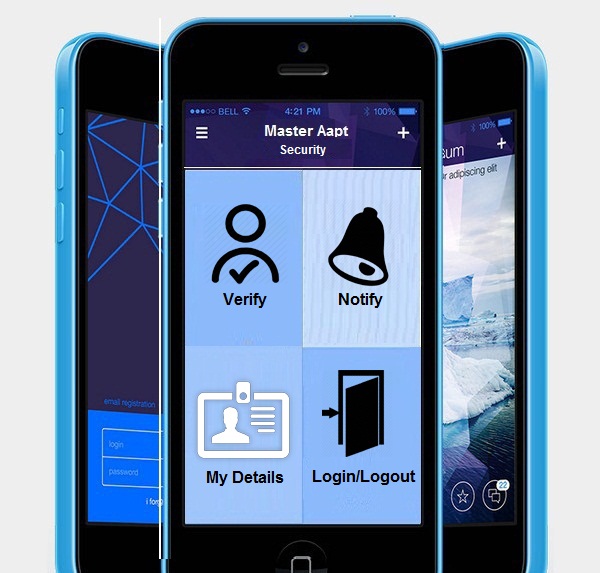 BELL 4:21 PM 100%
Master Aapt
Security
Verify
Notify
My Details
Login/Logout
email registration
login
password
i forg
100%
sum
r adipiscing elit
22